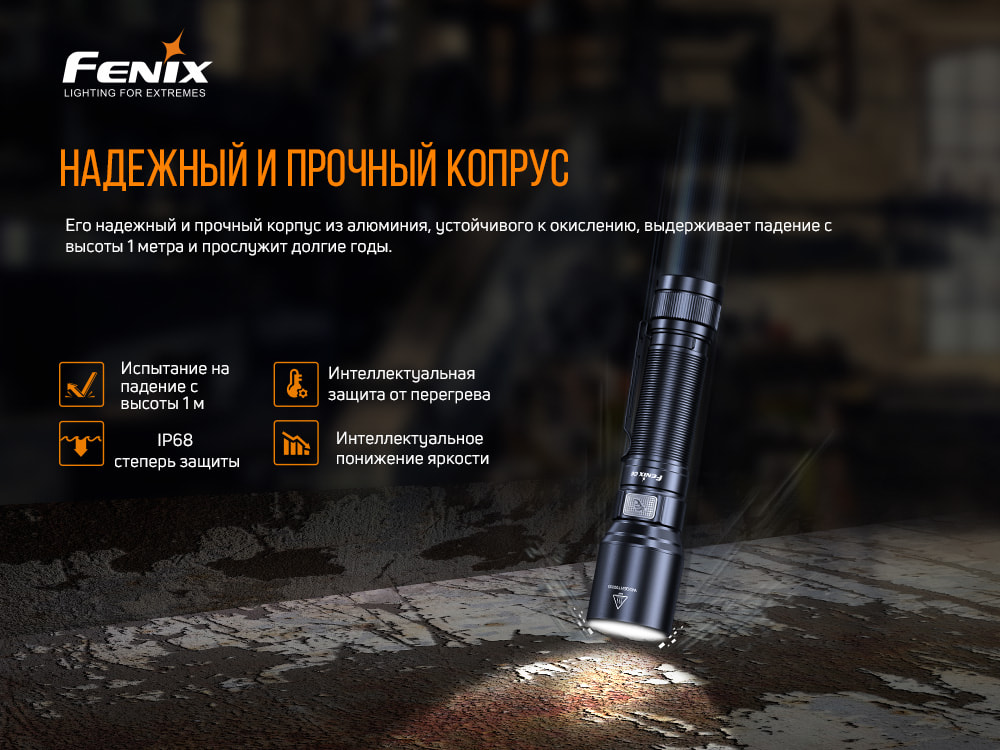 FENIX
LIGHTING FOR EXTREMES
НАДЕЖНЫЙ И ПРОЧНЫЙ КОПРУС
Его надежный и прочный корпус из алюминия, устойчивого к окислению, выдерживает падение с
высоты 1 метра и прослужит долгие годы.
Испытание на
падение с
высоты 1 м
Интеллектуальная
защита от перегрева
IP68
степерь защиты
Интеллектуальное
понижение яркости
FENIX C6